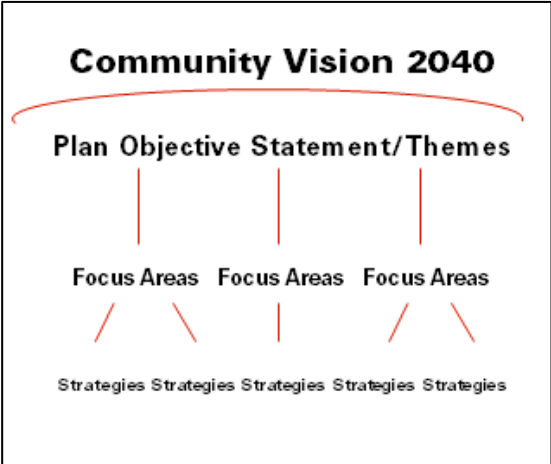 Community Vision 2040
Plan Objective Statement/Themes
Focus Areas Focus Areas Focus Areas
Strategies Strategies Strategies Strategies Strategies